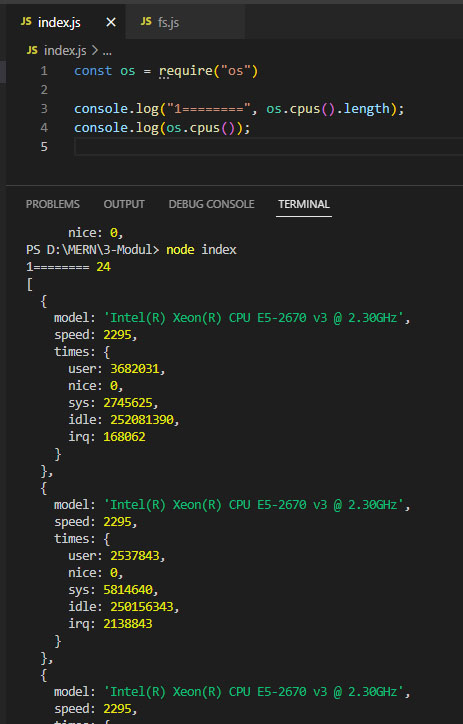 JS index.js × JS fs.js
JS index.js > ...
1 const os = require("os")
2
3 console.log("1========", os.cpus().length);
4 console.log(os.cpus());
5
PROBLEMS OUTPUT DEBUG CONSOLE TERMINAL
nice: 0,
PS D:\MERN\3-Modul> node index
1======== 24
[
{
model: 'Intel(R) Xeon(R) CPU E5-2670 v3 @ 2.30GHz',
speed: 2295,
times: {
user: 3682031,
nice: 0,
sys: 2745625,
idle: 252081390,
irq: 168062
}
},
{
model: 'Intel(R) Xeon(R) CPU E5-2670 v3 @ 2.30GHz',
speed: 2295,
times: {
user: 2537843,
nice: 0,
sys: 5814640,
idle: 250156343,
irq: 2138843
}
},
{
model: 'Intel(R) Xeon(R) CPU E5-2670 v3 @ 2.30GHz',
speed: 2295,
times: {